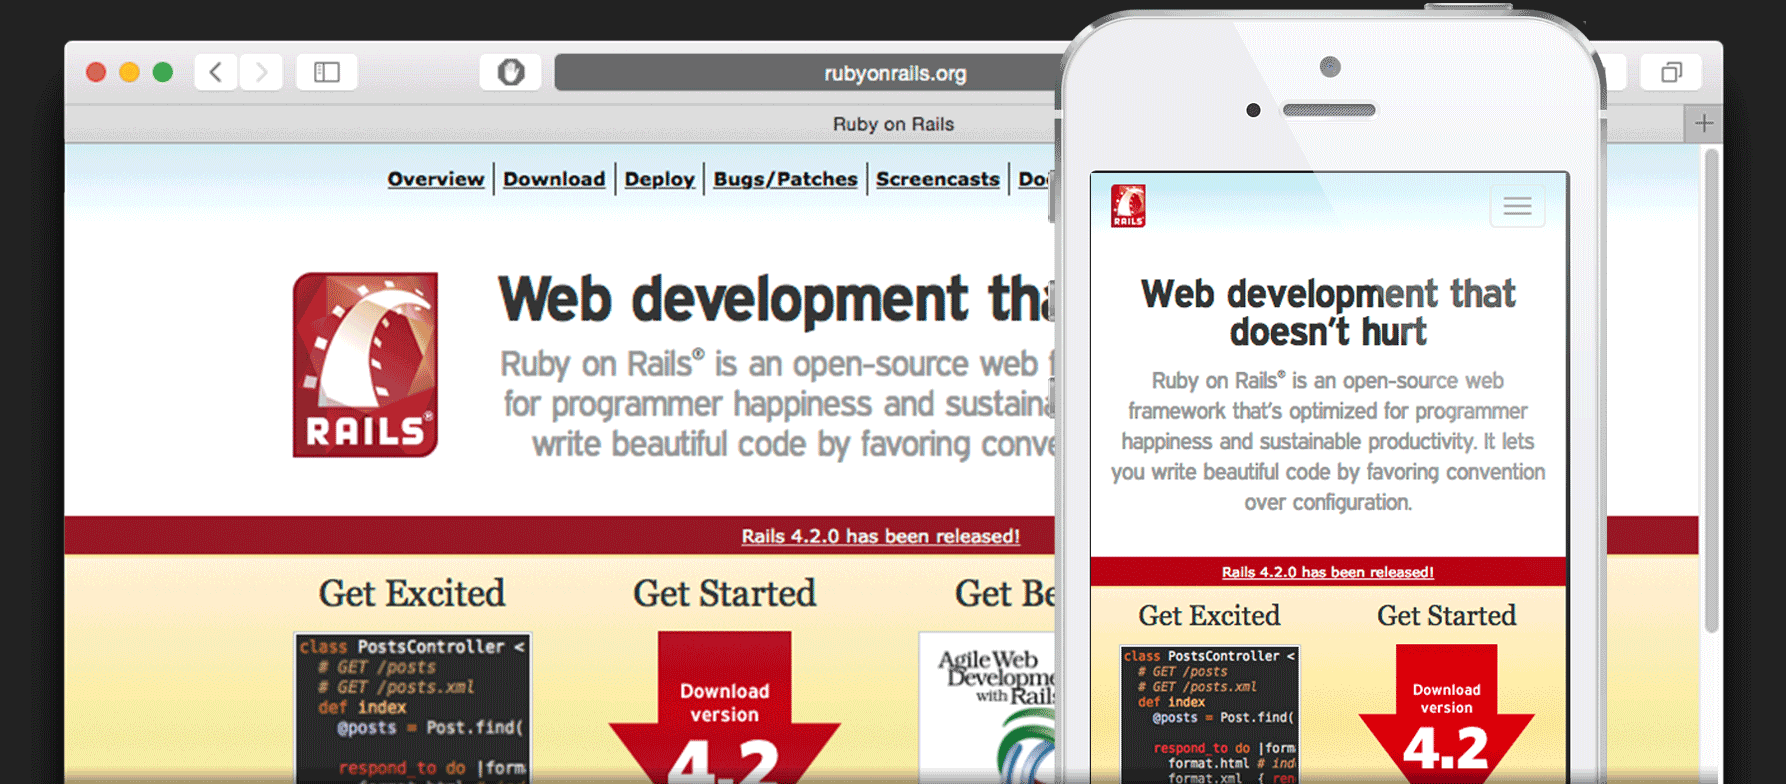 rubyonrails.org
Ruby on Rails
Overview Download Deploy Bugs/Patches Screencasts
RAILS®
Web development
Ruby on Rails® is an open-source web
for programmer happiness and
write beautiful code by favoring
Rails 4.2.0 has been released!
Get Excited
class PostsController <
# GET /posts
# GET /posts.xml
def index
@posts = Post.find(
respond_to do |form
Get Started
Download
version
4.2
Get Be
Agile Web
Developme
with Rails
RAILS
Web development that
doesn't hurt
Ruby on Rails® is an open-source web
framework that's optimized for programmer
happiness and sustainable productivity. It lets
you write beautiful code by favoring convention
over configuration.
Rails 4.2.0 has been released!
Get Excited
class PostsController <
# GET /posts
# GET /posts.xml
def index
@posts = Post.find(
respond_to do |form
format.html # ind
format.xml { ren
Get Started
Download
version
4.2